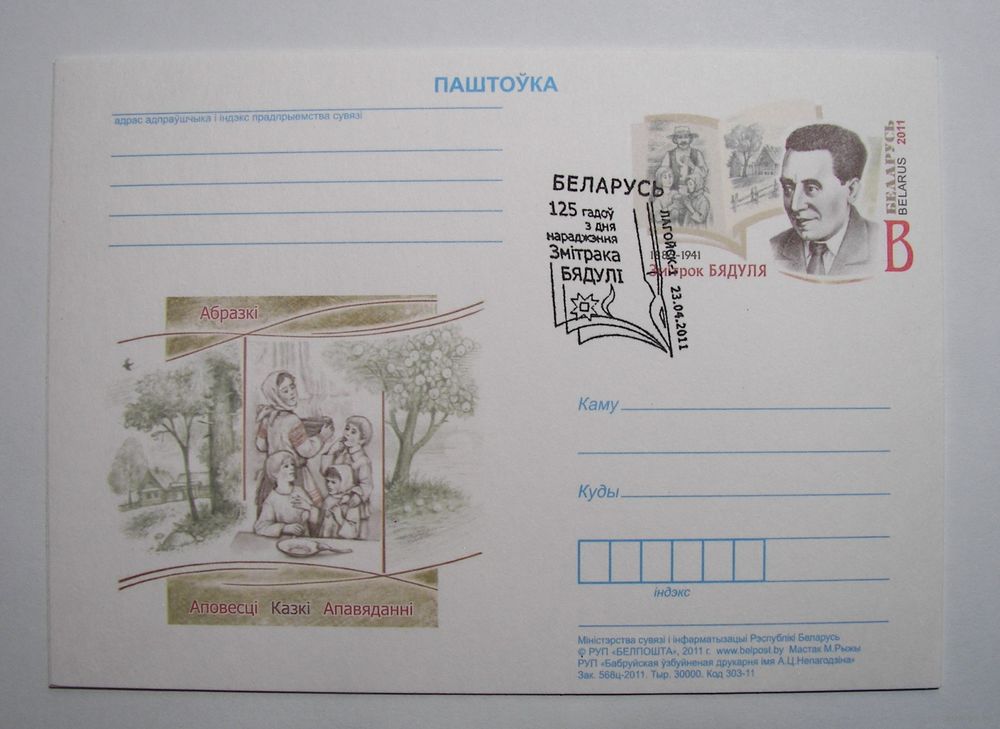 ПАШТОЎКА
адрас адпраўшчыка і індэкс прадпрыемства сувязі
БЕЛАРУСЬ
2011
BELARUS
В
1886-1941
Змітрок БЯДУЛЯ
БЕЛАРУСЬ
125 гадоў
з дня
нараджэння
Змітрака
БЯДУЛІ
ЛАГОЙСК-1 23.04.2011
Абразкі
Аповесці Казкі Апавяданні
Каму
Куды
індэкс
Міністэрства сувязі і інфарматызацыі Рэспублікі Беларусь
© РУП «БЕЛПОШТА», 2011 г. www.belpost.by Мастак М.Рыжы
РУП «Бабруйская ўзбуйненая друкарня імя А.Ц.Непагодзіна»
Зак. 568ц-2011. Тыр. 30000. Код 303-11